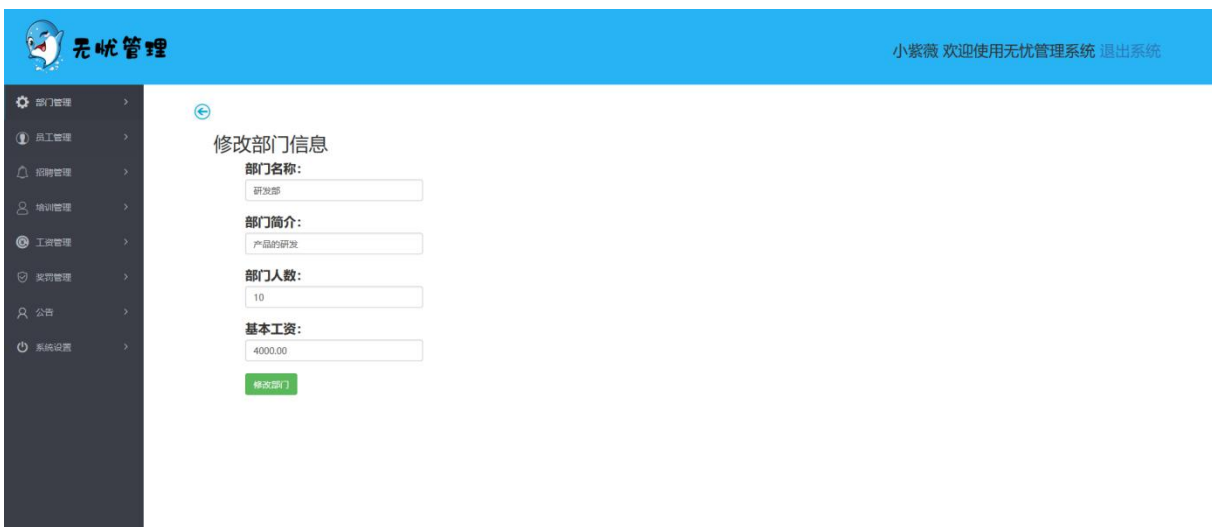 无忧管理
小紫薇 欢迎使用无忧管理系统 退出系统
部门管理
员工管理
招聘管理
培训管理
工资管理
奖罚管理
公告
系统设置
修改部门信息
部门名称：
研发部
部门简介：
产品的研发
部门人数：
10
基本工资：
4000.00
修改部门